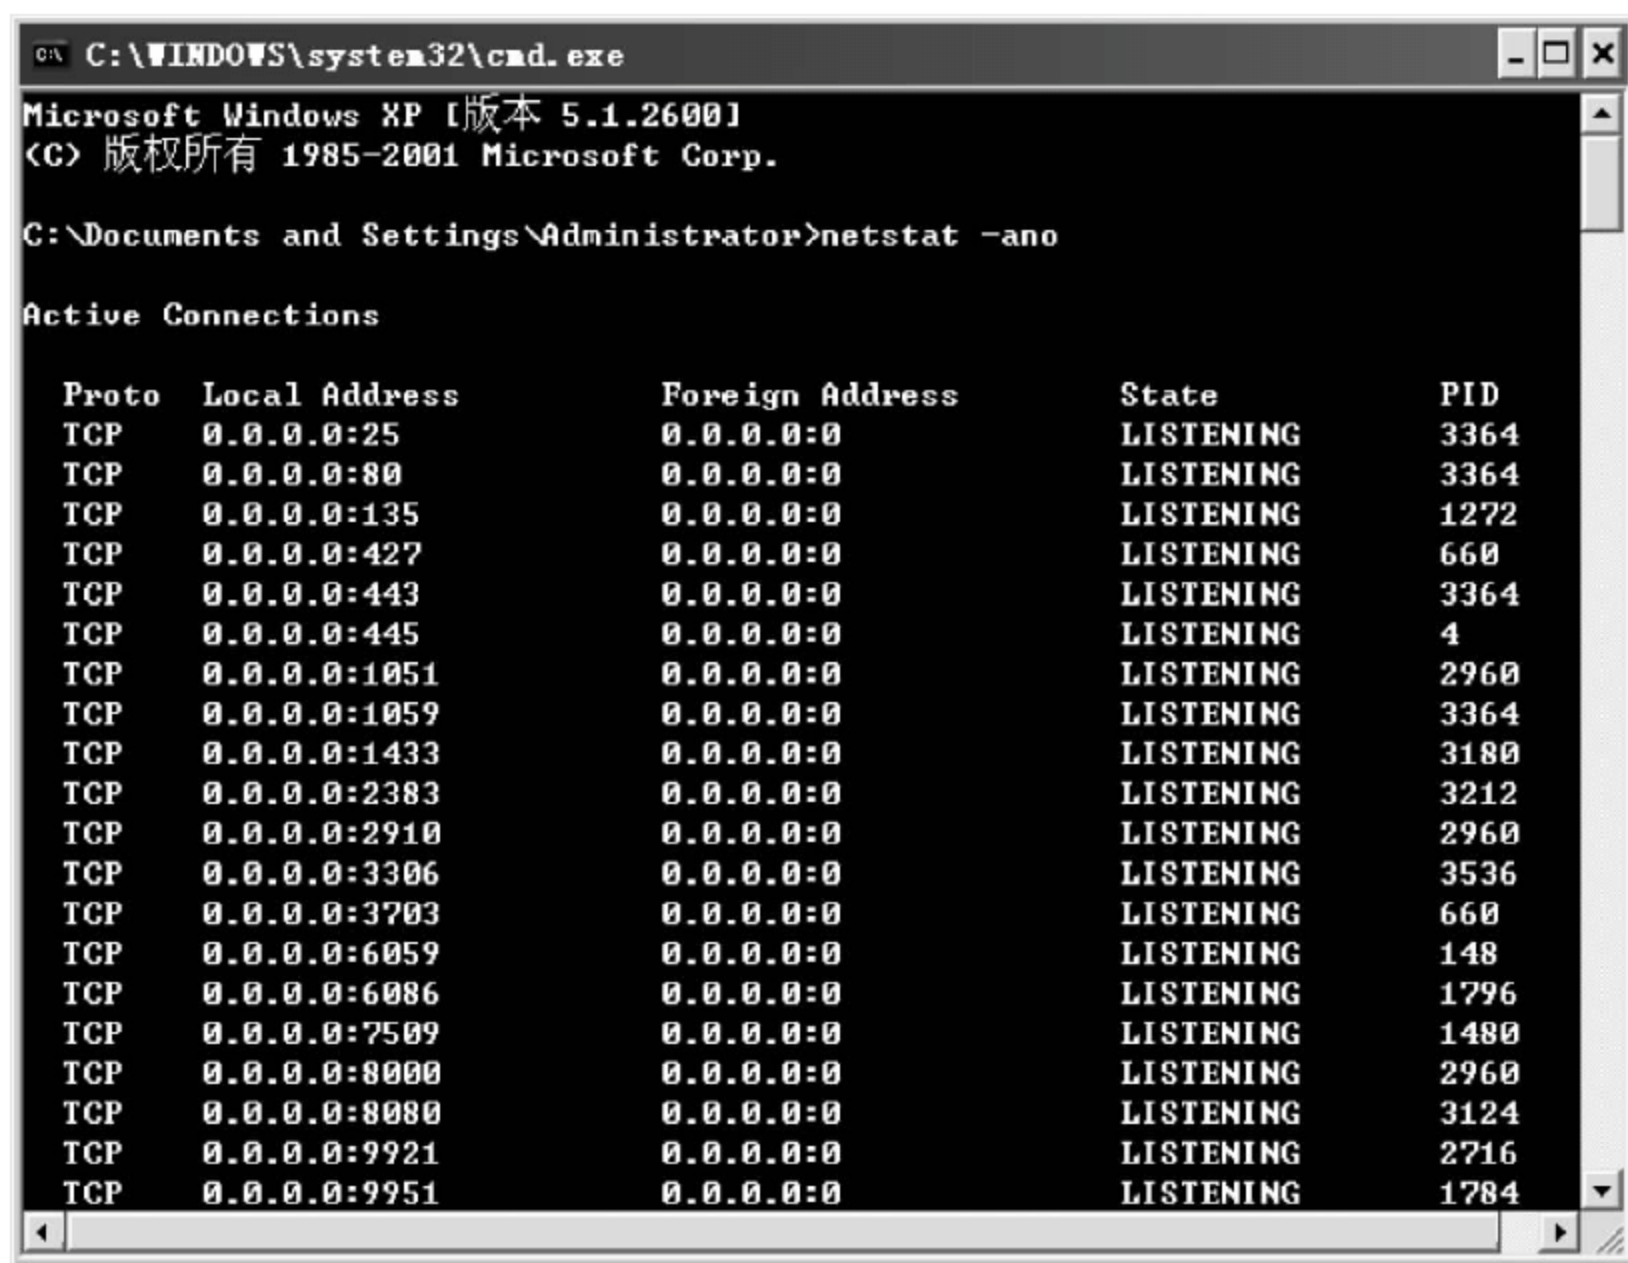 C:\WINDOWS\system32\cmd.exe
Microsoft Windows XP [版本 5.1.2600]
(C) 版权所有 1985-2001 Microsoft Corp.
C:\Documents and Settings\Administrator>netstat -ano
Active Connections
Proto Local Address Foreign Address State PID
TCP 0.0.0.0:25 0.0.0.0:0 LISTENING 3364
TCP 0.0.0.0:80 0.0.0.0:0 LISTENING 3364
TCP 0.0.0.0:135 0.0.0.0:0 LISTENING 1272
TCP 0.0.0.0:427 0.0.0.0:0 LISTENING 660
TCP 0.0.0.0:443 0.0.0.0:0 LISTENING 3364
TCP 0.0.0.0:445 0.0.0.0:0 LISTENING 4
TCP 0.0.0.0:1051 0.0.0.0:0 LISTENING 2960
TCP 0.0.0.0:1059 0.0.0.0:0 LISTENING 3364
TCP 0.0.0.0:1433 0.0.0.0:0 LISTENING 3180
TCP 0.0.0.0:2383 0.0.0.0:0 LISTENING 3212
TCP 0.0.0.0:2910 0.0.0.0:0 LISTENING 2960
TCP 0.0.0.0:3306 0.0.0.0:0 LISTENING 3536
TCP 0.0.0.0:3703 0.0.0.0:0 LISTENING 660
TCP 0.0.0.0:6059 0.0.0.0:0 LISTENING 148
TCP 0.0.0.0:6086 0.0.0.0:0 LISTENING 1796
TCP 0.0.0.0:7509 0.0.0.0:0 LISTENING 1480
TCP 0.0.0.0:8000 0.0.0.0:0 LISTENING 2960
TCP 0.0.0.0:8080 0.0.0.0:0 LISTENING 3124
TCP 0.0.0.0:9921 0.0.0.0:0 LISTENING 2716
TCP 0.0.0.0:9951 0.0.0.0:0 LISTENING 1784